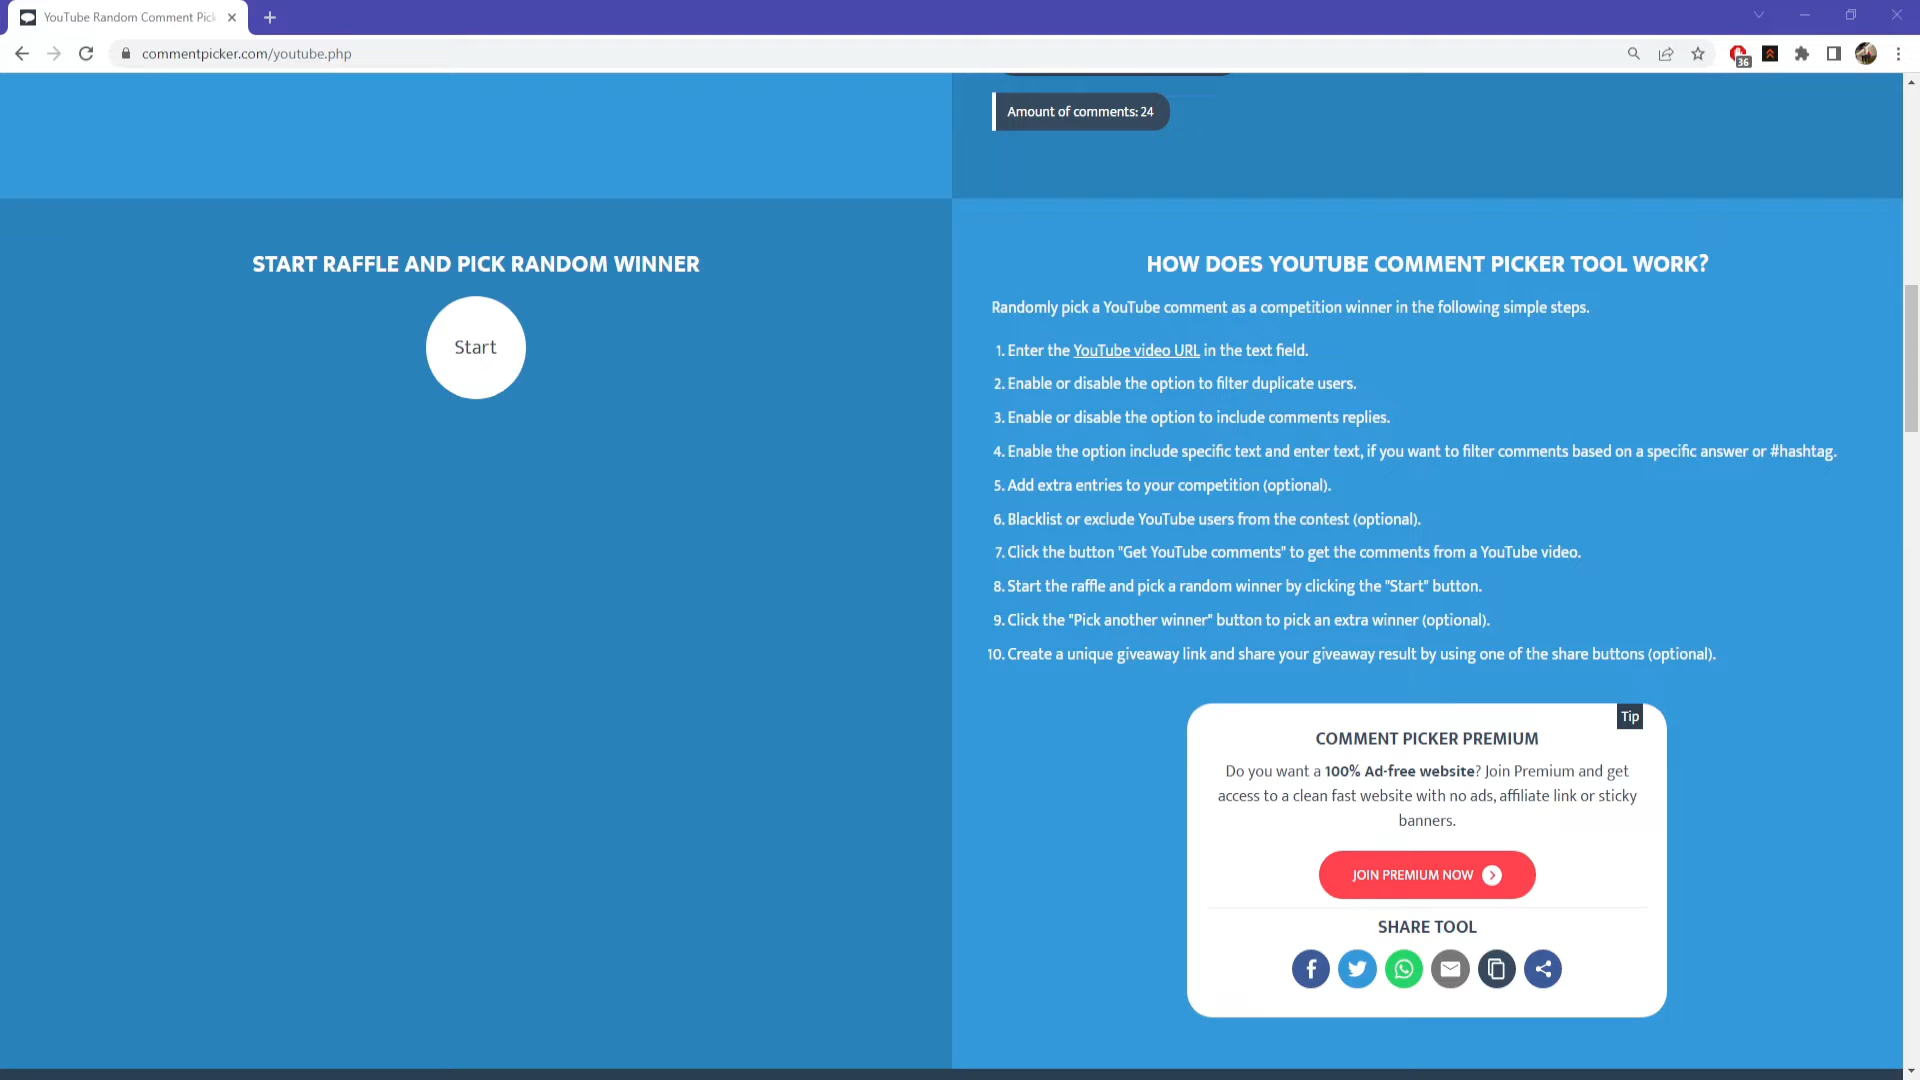 YouTube Random Comment Pick
commentpicker.com/youtube.php
36
Amount of comments: 24
START RAFFLE AND PICK RANDOM WINNER
Start
HOW DOES YOUTUBE COMMENT PICKER TOOL WORK?
Randomly pick a YouTube comment as a competition winner in the following simple steps.
1. Enter the YouTube video URL in the text field.
2. Enable or disable the option to filter duplicate users.
3. Enable or disable the option to include comments replies.
4. Enable the option include specific text and enter text, if you want to filter comments based on a specific answer or #hashtag.
5. Add extra entries to your competition (optional).
6. Blacklist or exclude YouTube users from the contest (optional).
7. Click the button "Get YouTube comments" to get the comments from a YouTube video.
8. Start the raffle and pick a random winner by clicking the "Start" button.
9. Click the "Pick another winner" button to pick an extra winner (optional).
10. Create a unique giveaway link and share your giveaway result by using one of the share buttons (optional).
Tip
COMMENT PICKER PREMIUM
Do you want a 100% Ad-free website? Join Premium and get
access to a clean fast website with no ads, affiliate link or sticky
banners.
JOIN PREMIUM NOW
SHARE TOOL